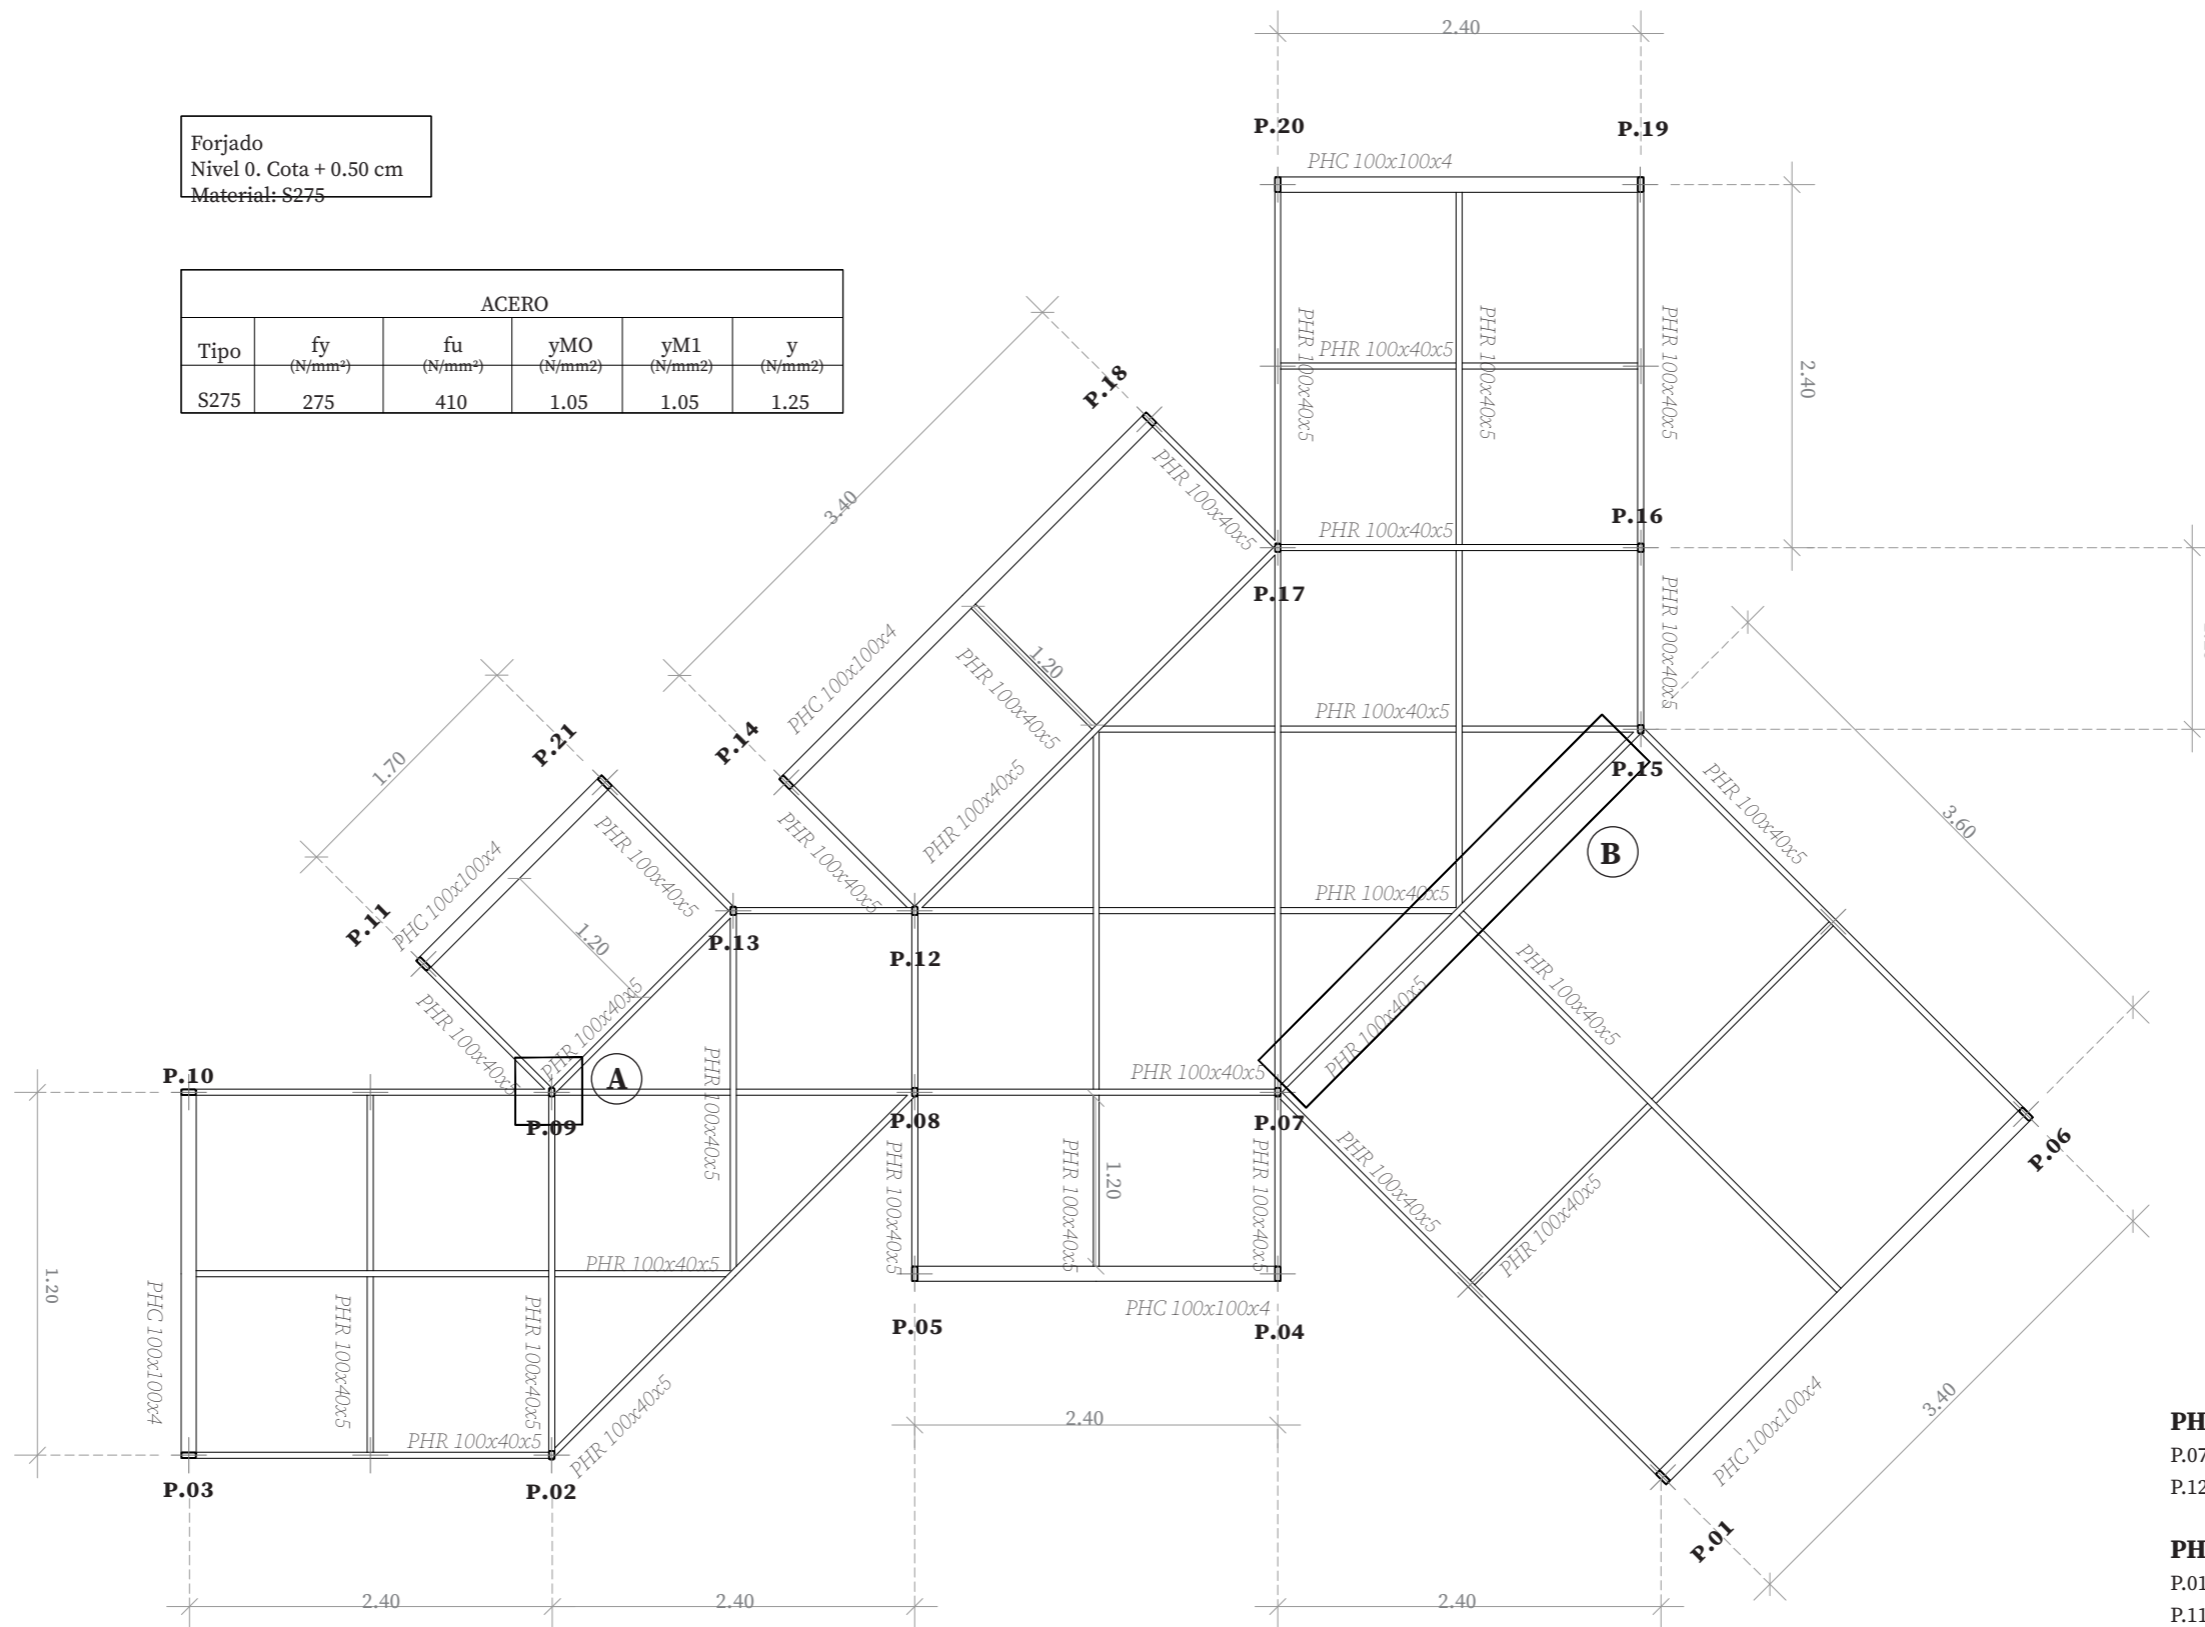 2.40
P.20
P.19
Forjado
Nivel 0. Cota + 0.50 cm
Material: S275
PHC 100x100x4
ACERO
Tipo
fy
(N/mm²)
fu
(N/mm²)
yMO
(N/mm2)
yM1
(N/mm2)
y
(N/mm2)
S275
275
410
1.05
1.05
1.25
PHR 100x40x5
PHR 100x40x5
PHR 100x40x5
PHR 100x40x5
2.40
P.18
3.40
PHR 100x40x5
PHR 100x40x5
P.16
P.17
PHR 100x40x5
PHC 100x100x4
1.20
PHR 100x40x5
PHR 100x40x5
P.21
P.14
1.70
P.15
PHR 100x40x5
3.60
PHR 100x40x5
PHR 100x40x5
PHR 100x40x5
B
PHC 100x100x4
PHR 100x40x5
P.11
1.20
P.13
P.12
PHR 100x40x5
PHR 100x40x5
PHR 100x40x5
PHR 100x40x5
P.10
A
PHR 100x40x5
PHR 100x40x5
P.09
P.08
P.07
PHR 100x40x5
P.06
PHR 100x40x5
PHR 100x40x5
1.20
PHR 100x40x5
PHR 100x40x5
PHR 100x40x5
1.20
PHC 100x100x4
PHR 100x40x5
PHR 100x40x5
PHC 100x100x4
P.05
P.04
PHR 100x40x5
PHR 100x40x5
PHC 100x100x4
3.40
2.40
P.03
P.02
P.01
2.40
2.40
2.40
PH
P.07
P.12
PH
P.01
P.11